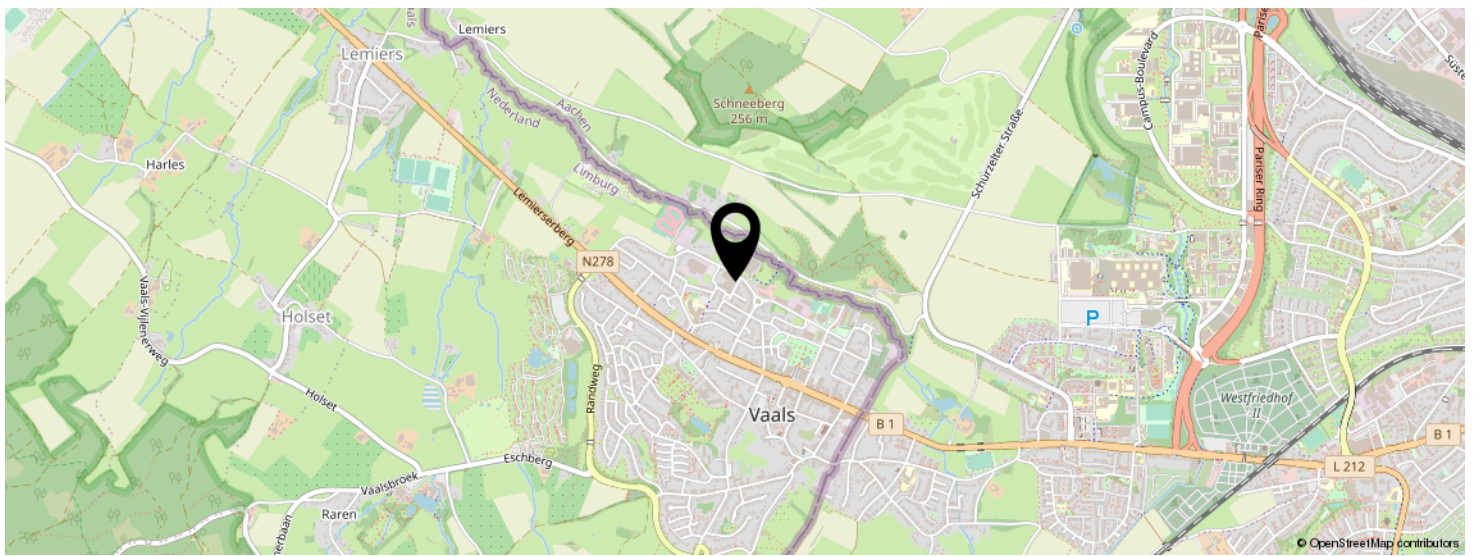 Lemiers
Lemiers
Aachen
Nederland
Limburg
Schneeberg
256 m
Schurzelter Straße
Campus-Boulevard
Pariser Ring
Harles
Lemierserberg
N278
Vaals-Vijlenerweg
Holset
Holset
Randweg
P
Vaals
B 1
Westfriedhof
II
B 1
L 212
Eschberg
Vaalsbroek
Raren
© OpenStreetMap contributors